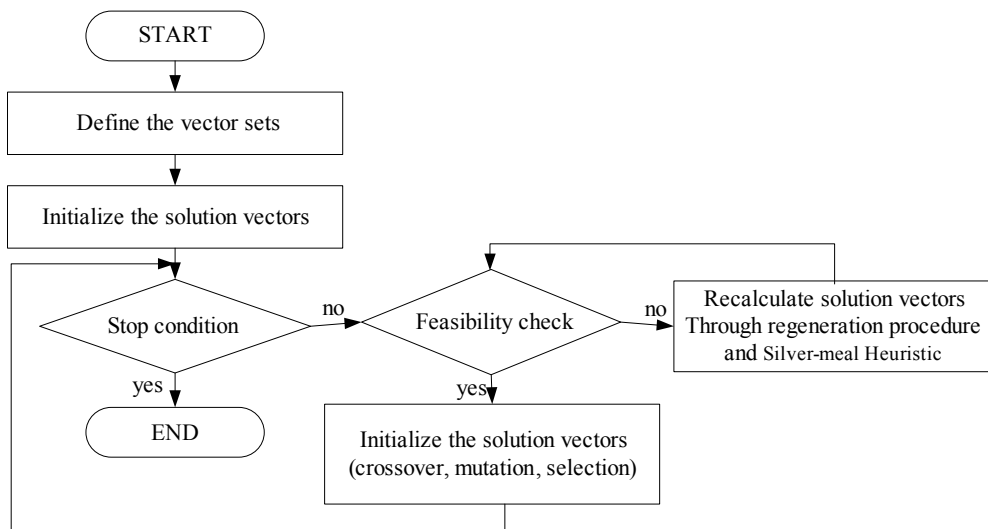 START
Define the vector sets
Initialize the solution vectors
Stop condition
no
Feasibility check
no
Recalculate solution vectors
Through regeneration procedure
and Silver-meal Heuristic
yes
END
yes
Initialize the solution vectors
(crossover, mutation, selection)